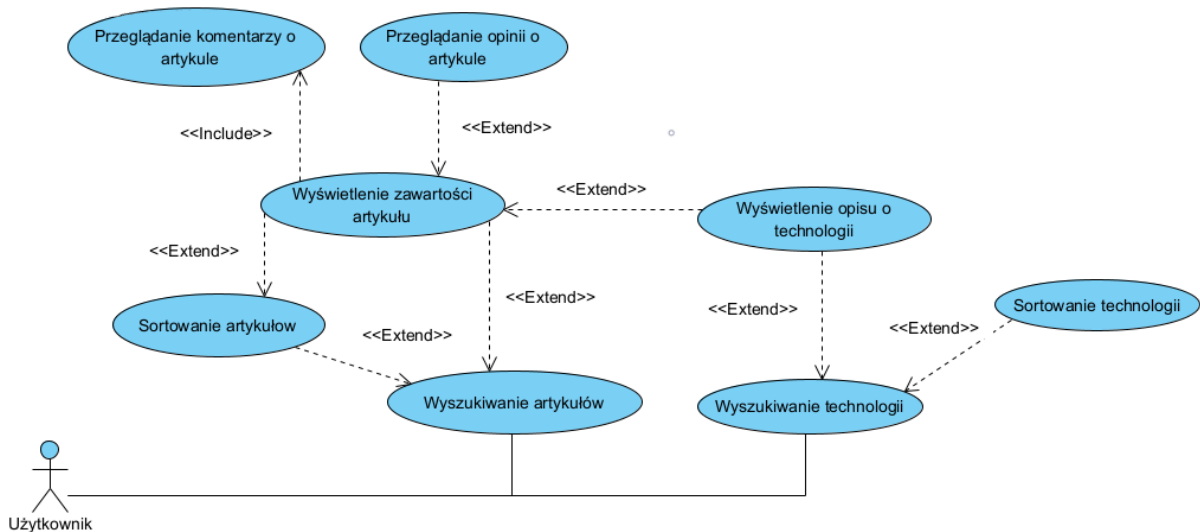 Przeglądanie komentarzy o
artykule
Przeglądanie opinii o
artykule
<<Include>>
<<Extend>>
Wyświetlenie zawartości
artykułu
<<Extend>>
Wyświetlenie opisu o
technologii
<<Extend>>
<<Extend>>
<<Extend>>
Sortowanie technologii
Sortowanie artykułow
<<Extend>>
<<Extend>>
Wyszukiwanie artykułów
Wyszukiwanie technologii
Użytkownik